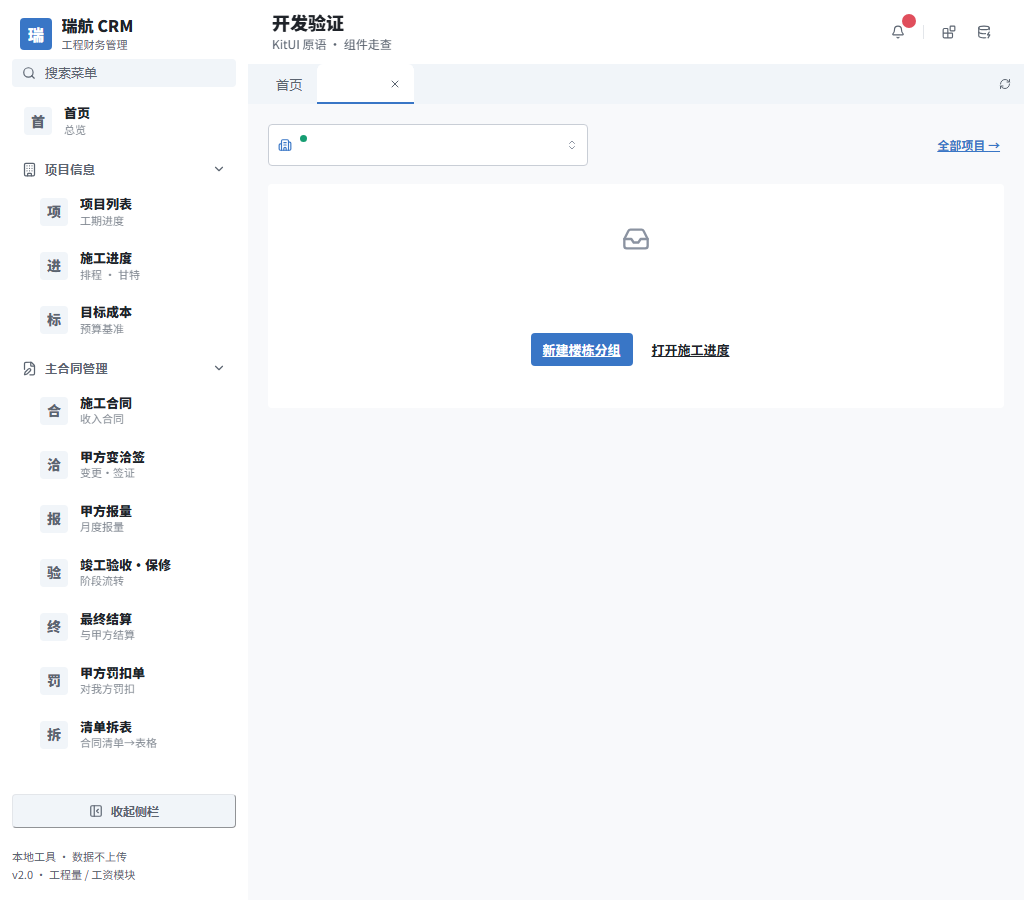 瑞
瑞航 CRM
工程财务管理
搜索菜单
首
首页
总览
项目信息
项
项目列表
工期进度
进
施工进度
排程 · 甘特
标
目标成本
预算基准
主合同管理
合
施工合同
收入合同
洽
甲方变洽签
变更·签证
报
甲方报量
月度报量
验
竣工验收·保修
阶段流转
终
最终结算
与甲方结算
罚
甲方罚扣单
对我方罚扣
拆
清单拆表
合同清单→表格
收起侧栏
本地工具 · 数据不上传
v2.0 · 工程量 / 工资模块
开发验证
KitUI 原语 · 组件走查
首页
全部项目 →
新建楼栋分组
打开施工进度